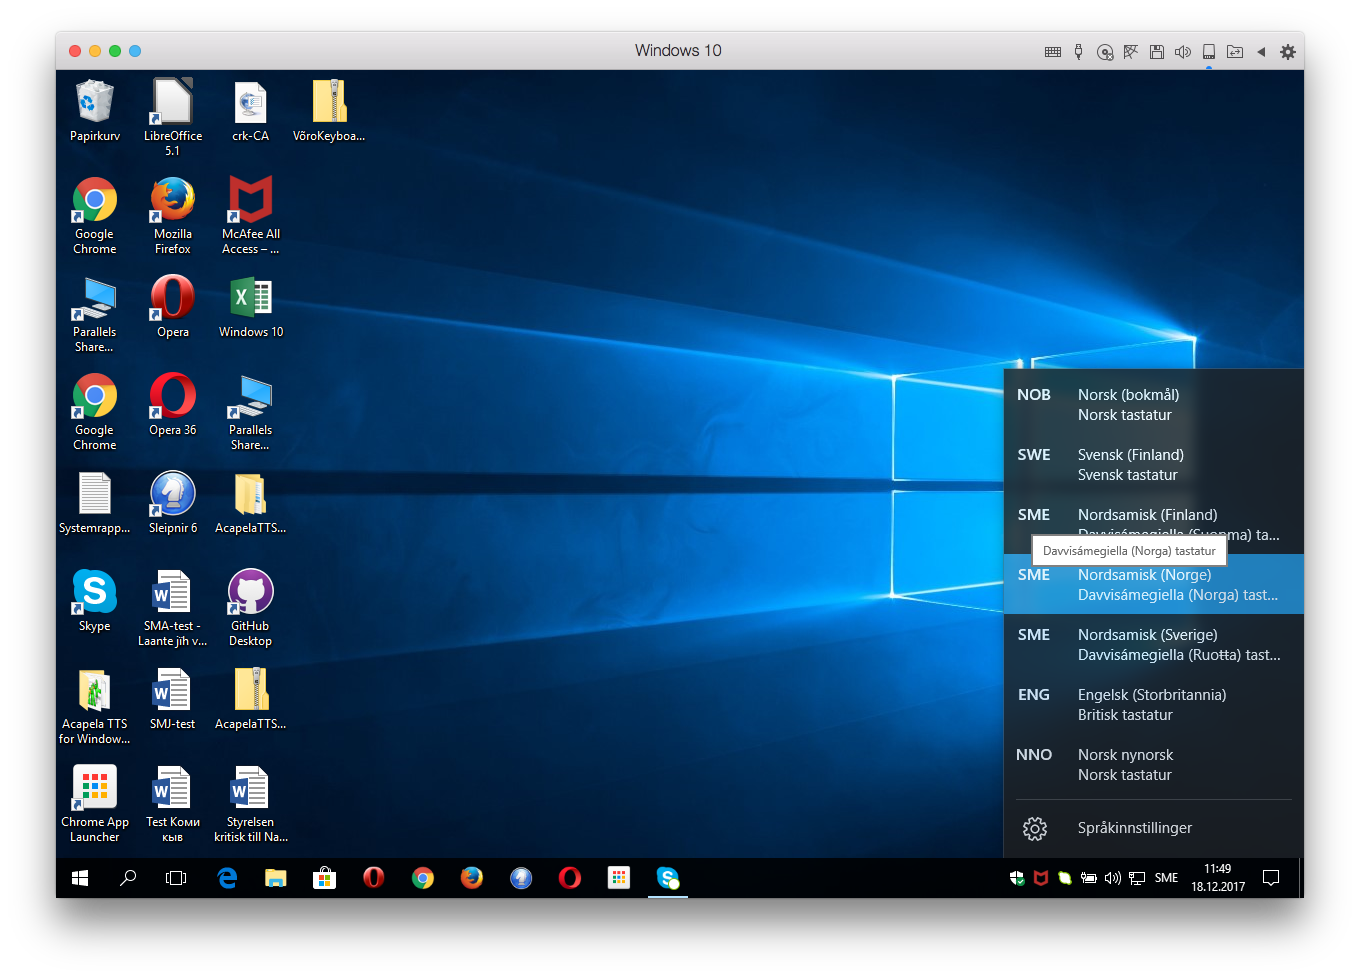 Windows 10
Papirkurv
LibreOffice
5.1
crk-CA
VõroKeyboa...
Google
Chrome
Mozilla
Firefox
McAfee All
Access – ...
Parallels
Share...
Opera
Windows 10
Google
Chrome
Opera 36
Parallels
Share...
Systemrapp...
Sleipnir 6
AcapelaTTS...
Skype
SMA-test -
Laante jïh v...
GitHub
Desktop
Acapela TTS
for Window...
SMJ-test
AcapelaTTS...
Chrome App
Launcher
Test Коми
кыв
Styrelsen
kritisk till Na...
NOB Norsk (bokmål)
Norsk tastatur
SWE Svensk (Finland)
Svensk tastatur
SME Nordsamisk (Finland)
Davvisámegiella (Suopma) ta...
Davvisámegiella (Norga) tastatur
SME Nordsamisk (Norge)
Davvisámegiella (Norga) tast...
SME Nordsamisk (Sverige)
Davvisámegiella (Ruoŧŧa) tast...
ENG Engelsk (Storbritannia)
Britisk tastatur
NNO Norsk nynorsk
Norsk tastatur
Språkinnstillinger
SME
11:49
18.12.2017